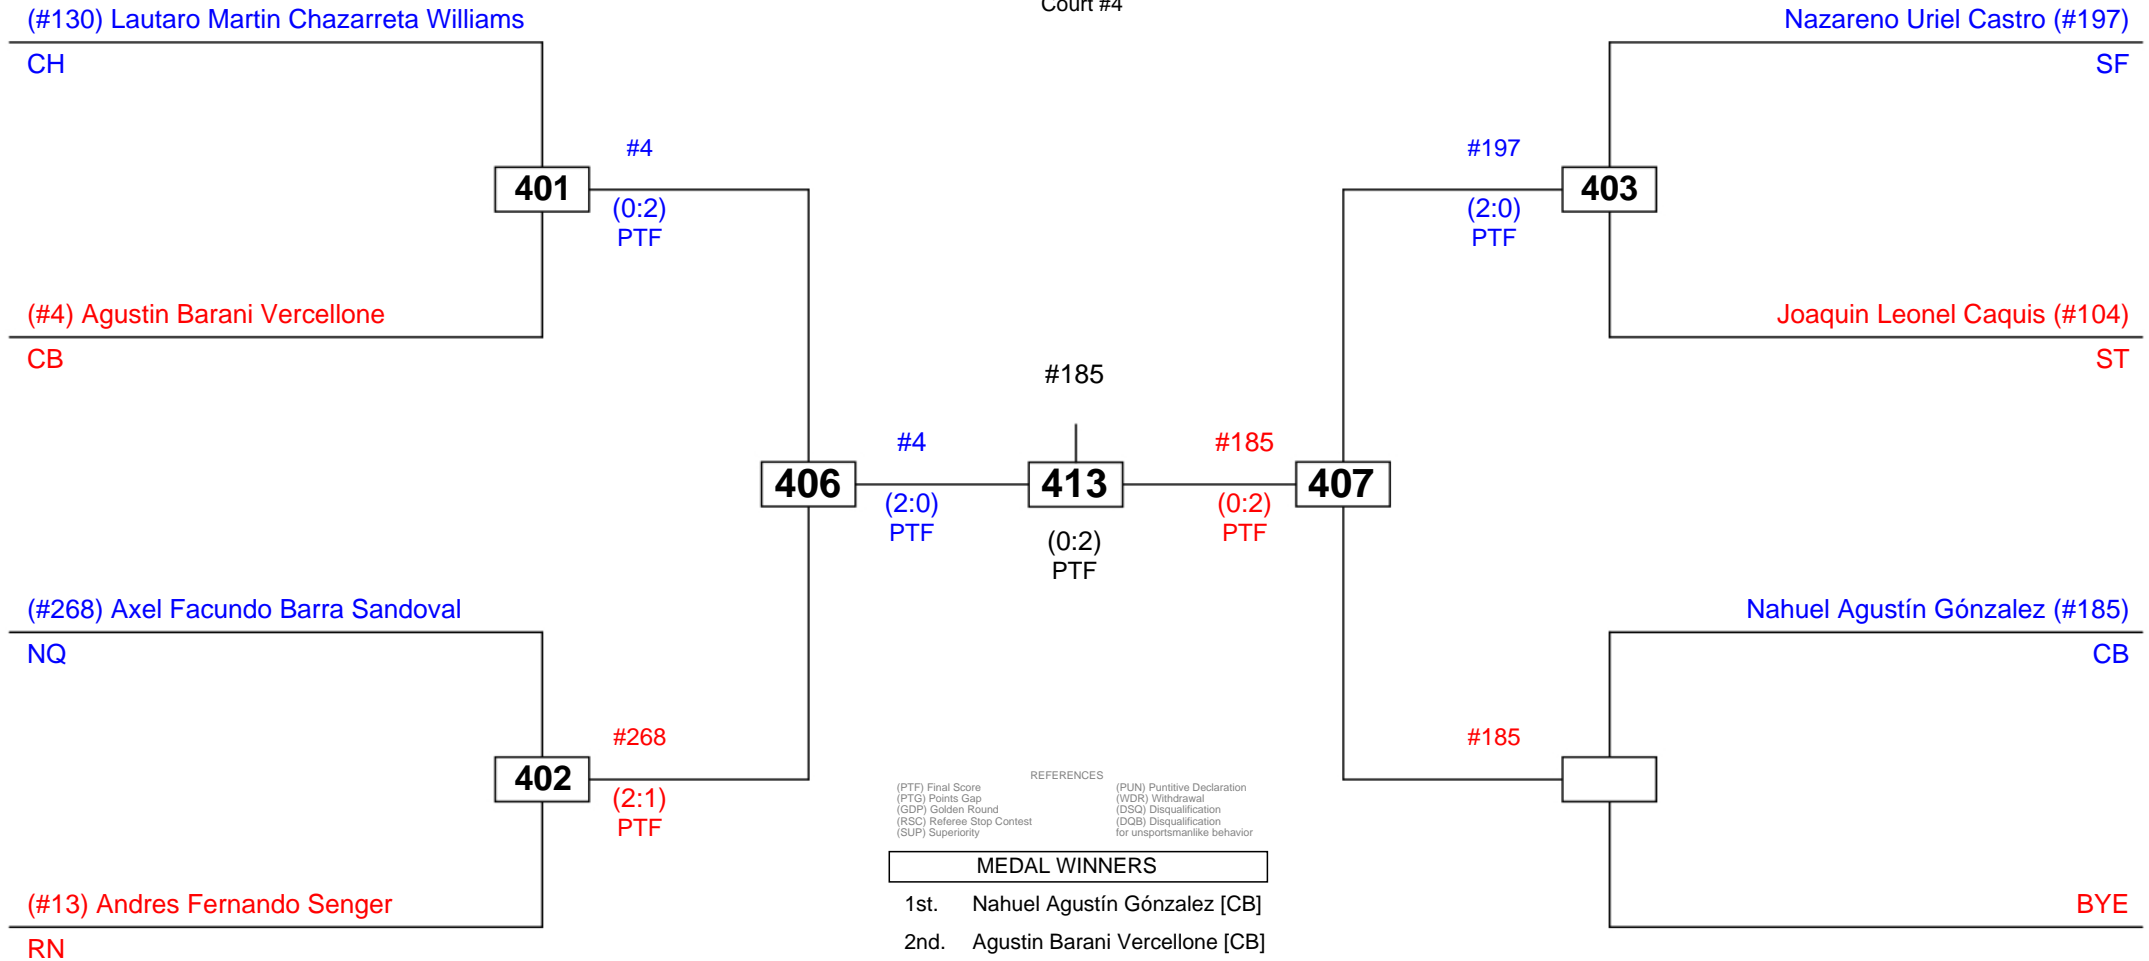 Court #4
(#130) Lautaro Martin Chazarreta Williams
CH
Nazareno Uriel Castro (#197)
SF
#4
401
(0:2)
PTF
#197
403
(2:0)
PTF
(#4) Agustin Barani Vercellone
CB
Joaquin Leonel Caquis (#104)
ST
#185
#4
406
(2:0)
PTF
413
(0:2)
PTF
#185
407
(0:2)
PTF
(#268) Axel Facundo Barra Sandoval
NQ
Nahuel Agustín Gónzalez (#185)
CB
#268
402
(2:1)
PTF
#185
(#13) Andres Fernando Senger
RN
BYE
REFERENCES
(PTF) Final Score
(PTG) Points Gap
(GDP) Golden Round
(RSC) Referee Stop Contest
(SUP) Superiority
(PUN) Puntitive Declaration
(WDR) Withdrawal
(DSQ) Disqualification
(DQB) Disqualification
for unsportsmanlike behavior
MEDAL WINNERS
1st. Nahuel Agustín Gónzalez [CB]
2nd. Agustin Barani Vercellone [CB]